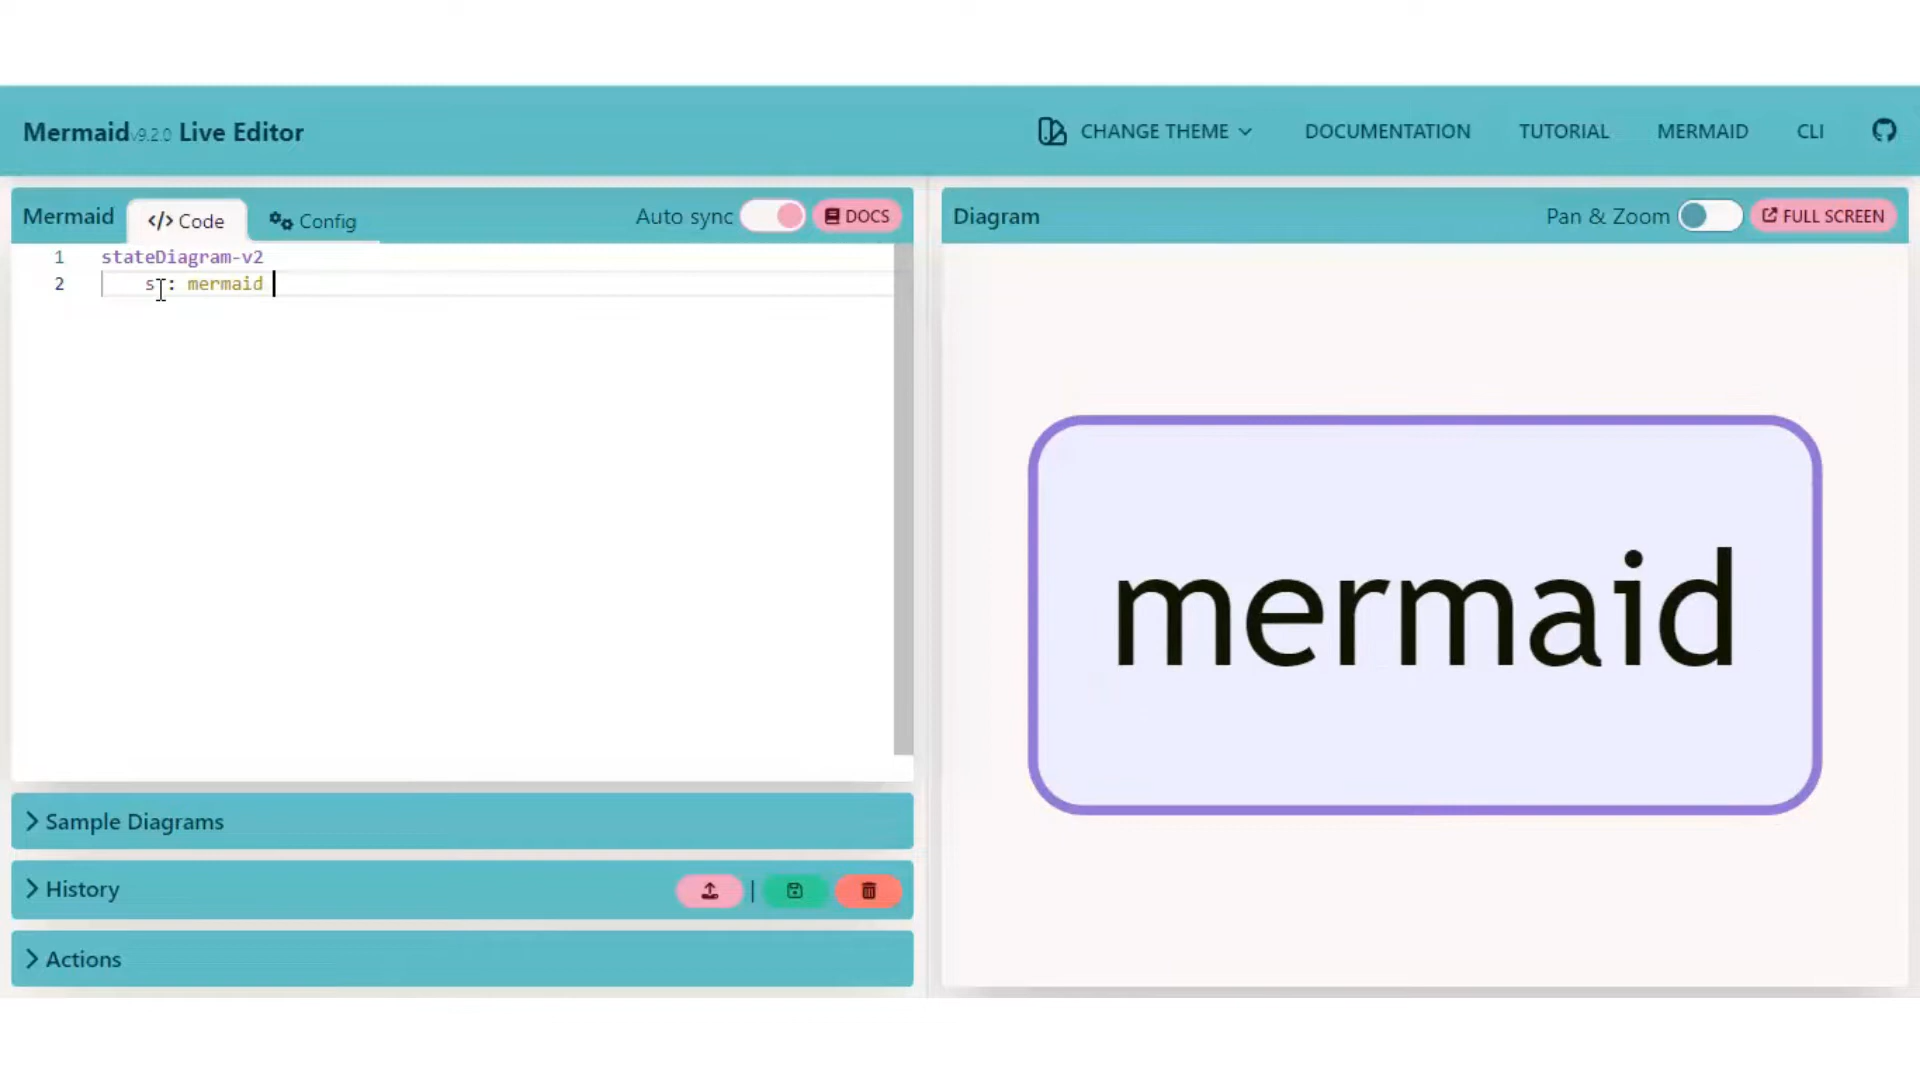 Mermaid v9.2.0 Live Editor
CHANGE THEME DOCUMENTATION TUTORIAL MERMAID CLI
Mermaid </> Code Config Auto sync DOCS
1 stateDiagram-v2
2 : mermaid
Sample Diagrams
History |
Actions
Diagram Pan & Zoom FULL SCREEN
mermaid